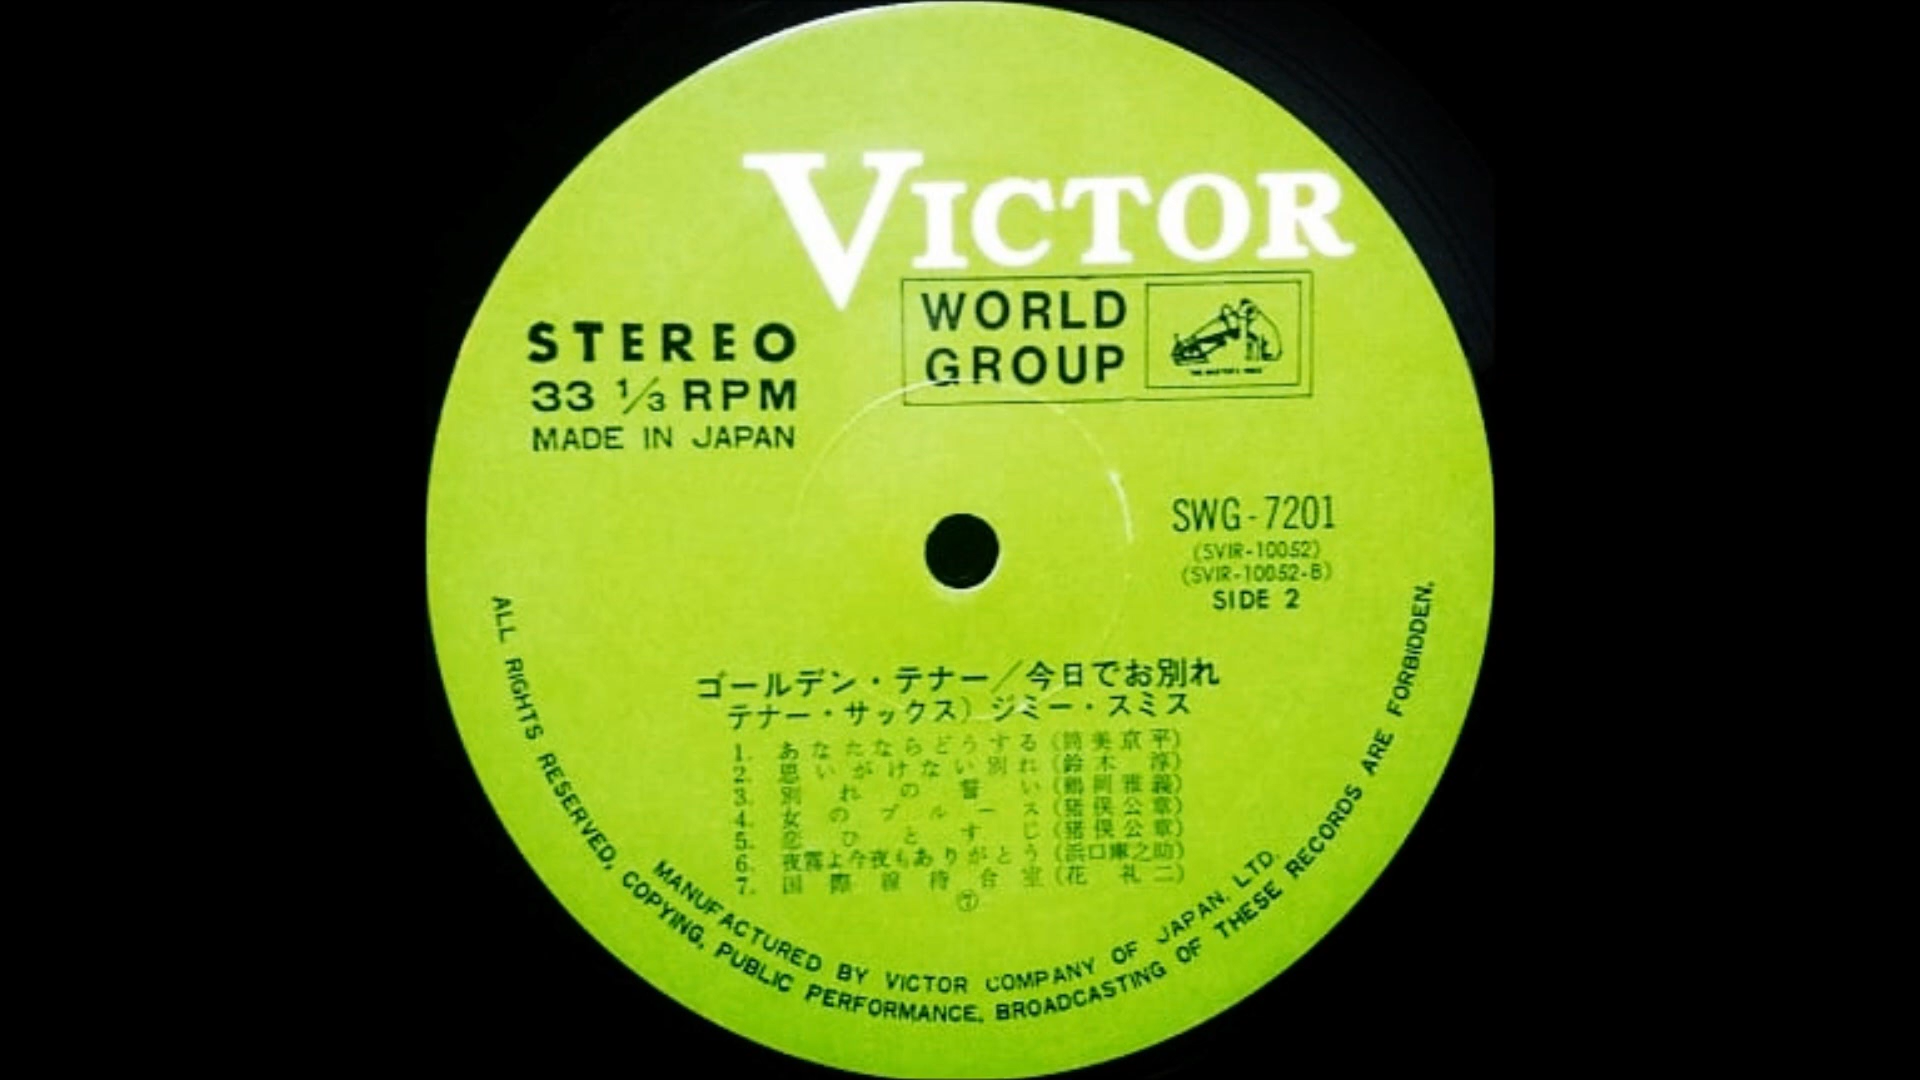 VICTOR
WORLD
GROUP
STEREO
33 1/3 RPM
MADE IN JAPAN
SWG-7201
(SVIR-10052)
(SVIR-10052-B)
SIDE 2
ゴールデン・テナー/今日でお別れ
テナー・サックス) ジミー・スミス
1. あなたならどうする (筒美京平)
2. 思いがけない別れ (鈴木 淳)
3. 別れの誓い (鶴岡雅義)
4. 女のブルース (猪俣公章)
5. 恋ひとすじ (猪俣公章)
6. 夜霧よ今夜もありがとう (浜口庫之助)
7. 国際線待合室 (花 礼二)
⑦
MANUFACTURED BY VICTOR COMPANY OF JAPAN, LTD.
ALL RIGHTS RESERVED, COPYING, PUBLIC PERFORMANCE, BROADCASTING OF THESE RECORDS ARE FORBIDDEN.